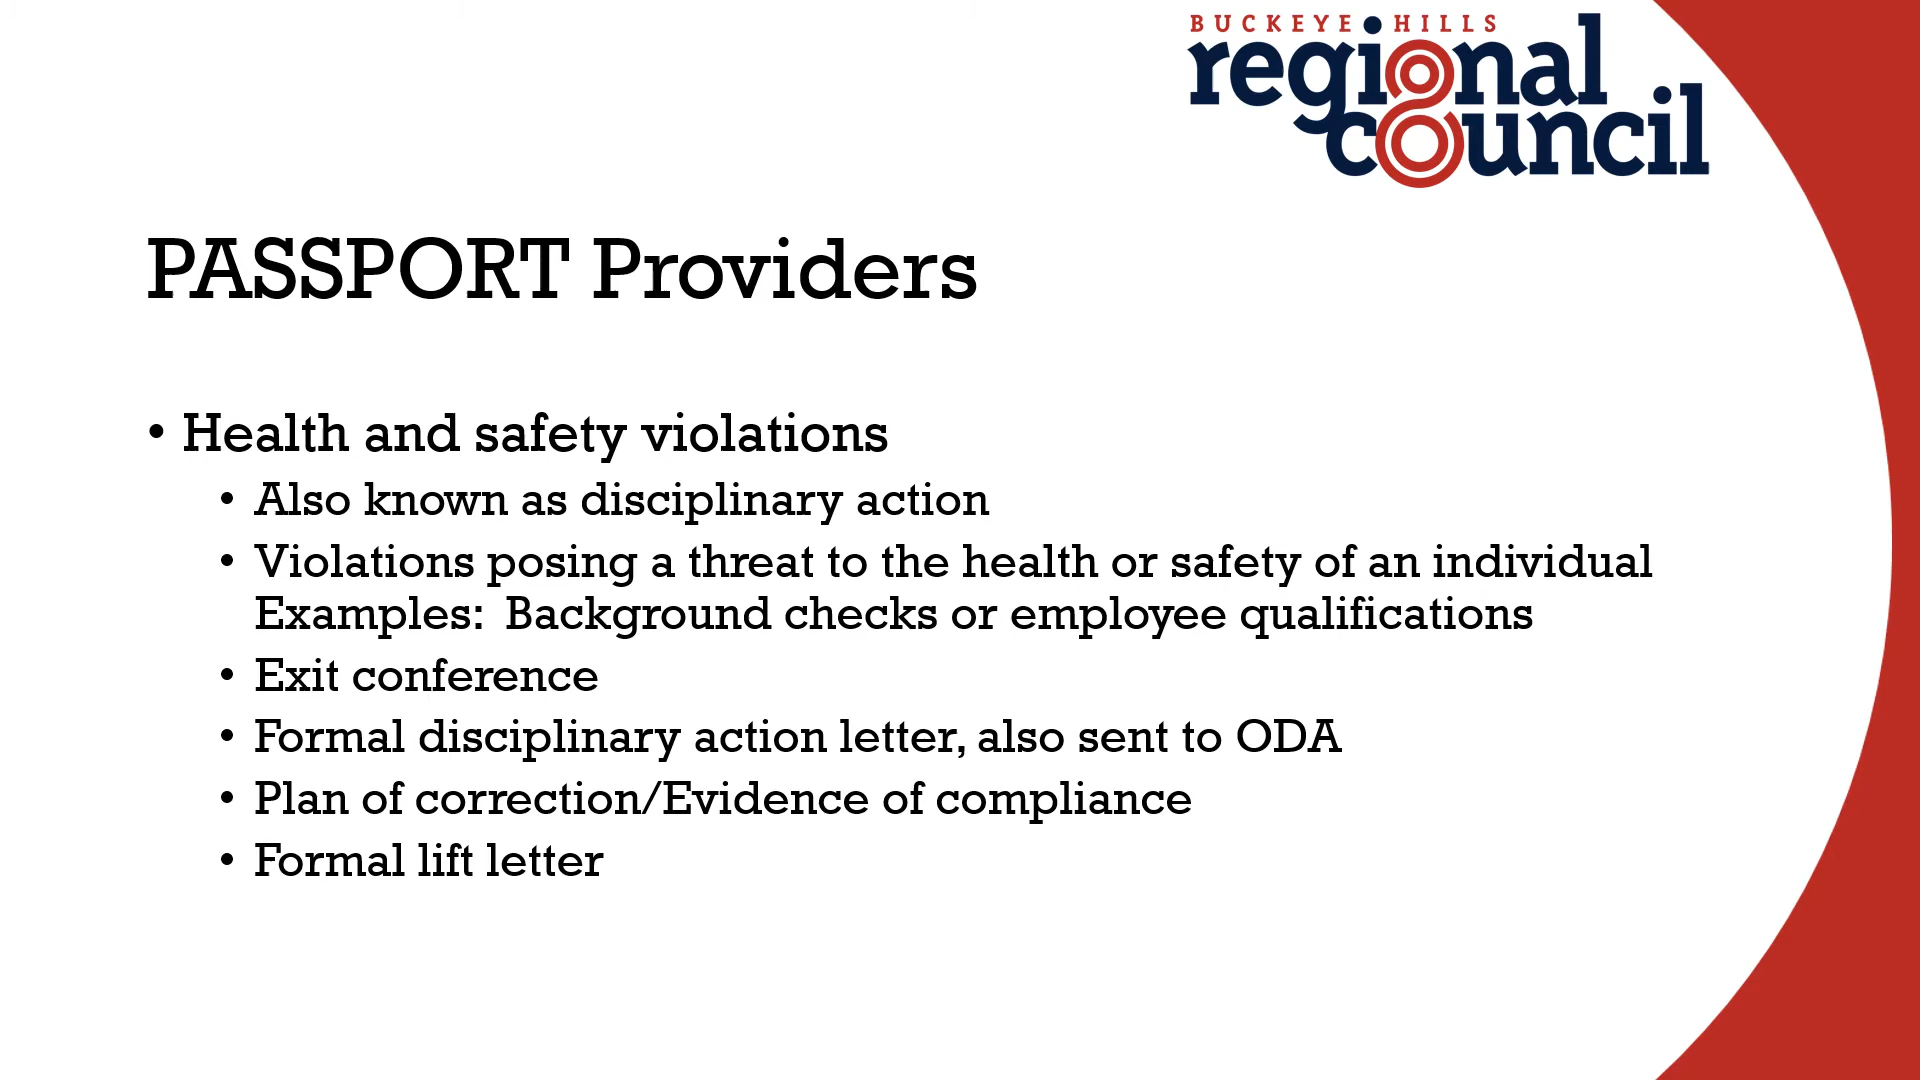 BUCKEYE HILLS
regional
council
PASSPORT Providers
• Health and safety violations
• Also known as disciplinary action
• Violations posing a threat to the health or safety of an individual
Examples:  Background checks or employee qualifications
• Exit conference
• Formal disciplinary action letter, also sent to ODA
• Plan of correction/Evidence of compliance
• Formal lift letter